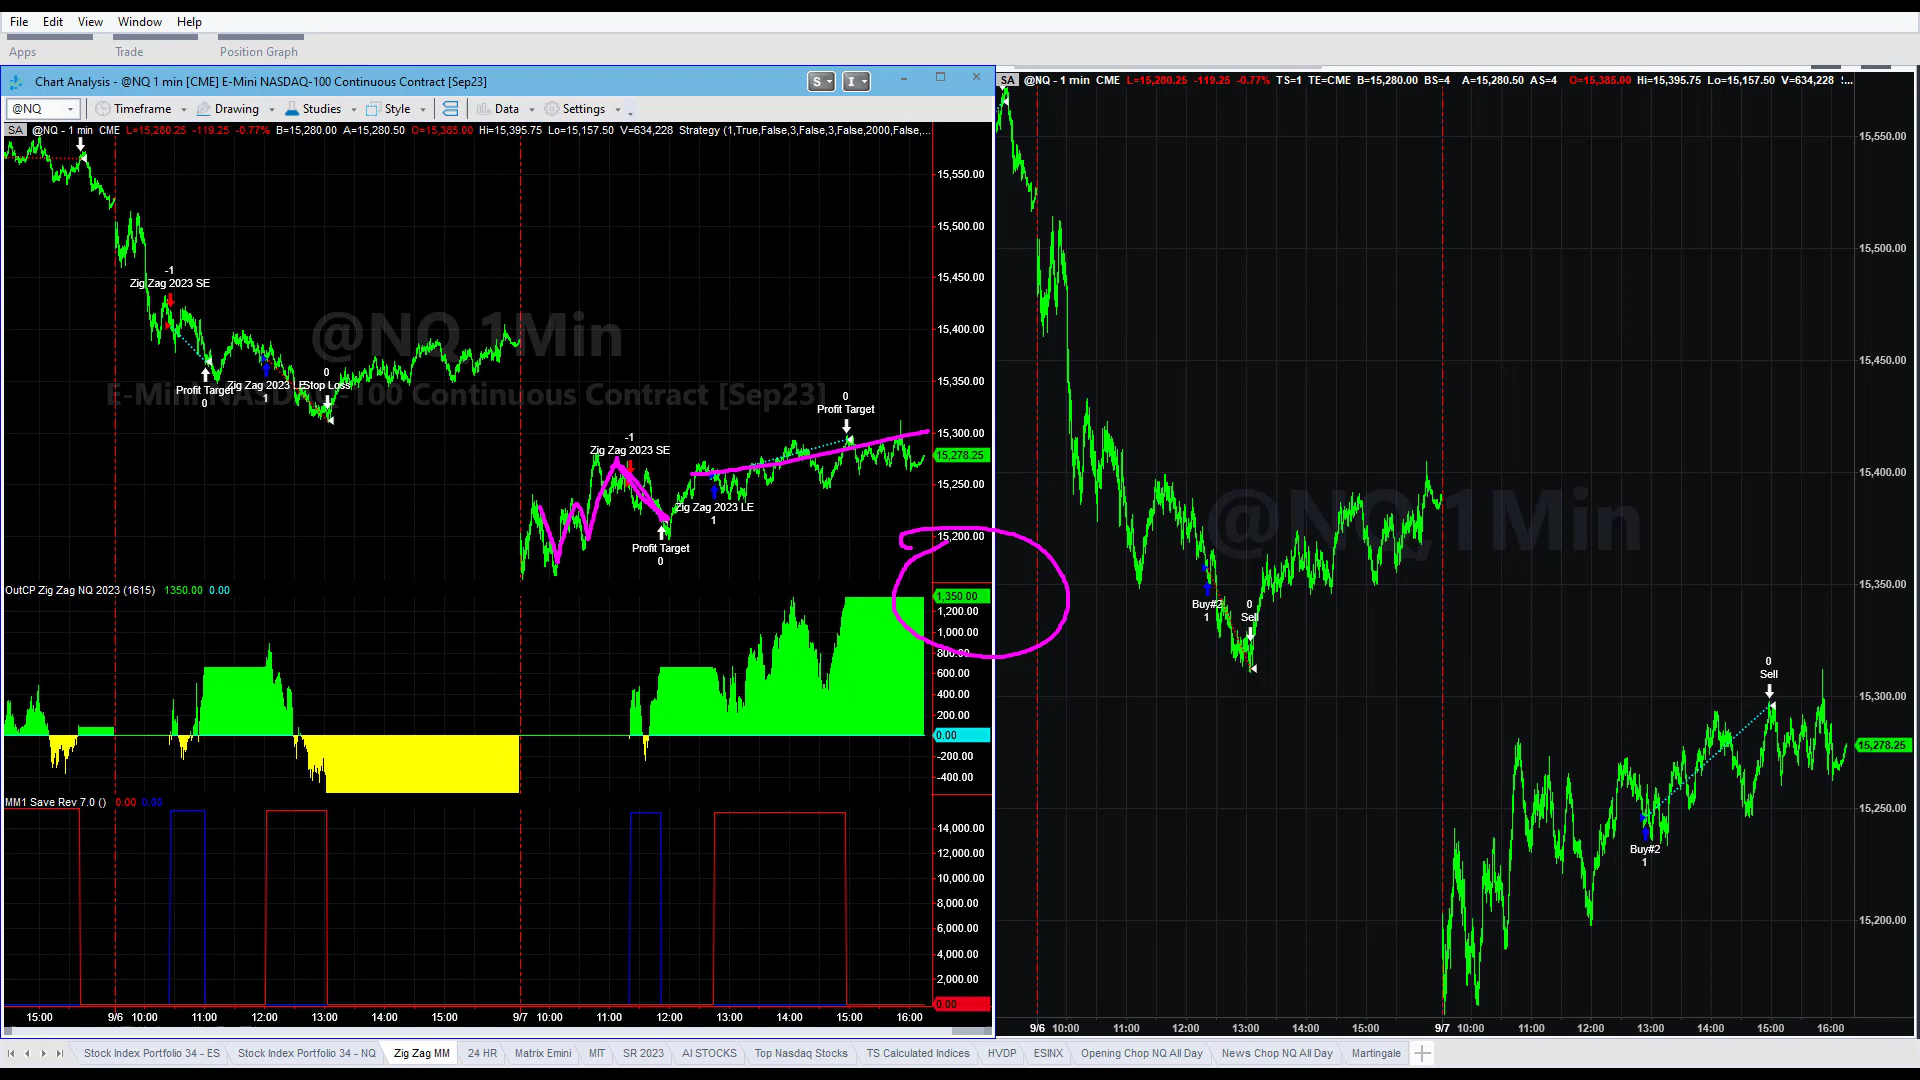 File Edit View Window Help
Apps Trade Position Graph
Chart Analysis - @NQ 1 min [CME] E-Mini NASDAQ-100 Continuous Contract [Sep23]
S I
@NQ Timeframe Drawing Studies Style Data Settings
SA @NQ - 1 min CME L=15,280.25 -119.25 -0.77% B=15,280.00 A=15,280.50 O=15,385.00 Hi=15,395.75 Lo=15,157.50 V=634,228 Strategy (1,True,False,3,False,3,False,2000,False,...
15,550.00
15,500.00
15,450.00
15,400.00
15,350.00
15,300.00
15,278.25
15,250.00
15,200.00
@NQ,1Min
E-Mini NASDAQ-100 Continuous Contract [Sep23]
-1
Zig Zag 2023 SE
Profit Target
0
Zig Zag 2023 LE
1
0
Stop Loss
-1
Zig Zag 2023 SE
Profit Target
0
Zig Zag 2023 LE
1
0
Profit Target
OutCP Zig Zag NQ 2023 (1615) 1350.00 0.00
1,350.00
1,200.00
1,000.00
800.00
600.00
400.00
200.00
0.00
-200.00
-400.00
MM1 Save Rev 7.0 () 0.00 0.00
14,000.00
12,000.00
10,000.00
8,000.00
6,000.00
4,000.00
2,000.00
0.00
15:00 9/6 10:00 11:00 12:00 13:00 14:00 15:00 9/7 10:00 11:00 12:00 13:00 14:00 15:00 16:00
SA @NQ - 1 min CME L=15,280.25 -119.25 -0.77% TS=1 TE=CME B=15,280.00 BS=4 A=15,280.50 AS=4 O=15,385.00 Hi=15,395.75 Lo=15,157.50 V=634,228 :...
15,550.00
15,500.00
15,450.00
15,400.00
15,350.00
15,300.00
15,278.25
15,250.00
15,200.00
@NQ,1Min
Buy#2
1
0
Sell
Buy#2
1
0
Sell
9/6 10:00 11:00 12:00 13:00 14:00 15:00 9/7 10:00 11:00 12:00 13:00 14:00 15:00 16:00
Stock Index Portfolio 34 - ES Stock Index Portfolio 34 - NQ Zig Zag MM 24 HR Matrix Emini MIT SR 2023 AI STOCKS Top Nasdaq Stocks TS Calculated Indices HVDP ESINX Opening Chop NQ All Day News Chop NQ All Day Martingale